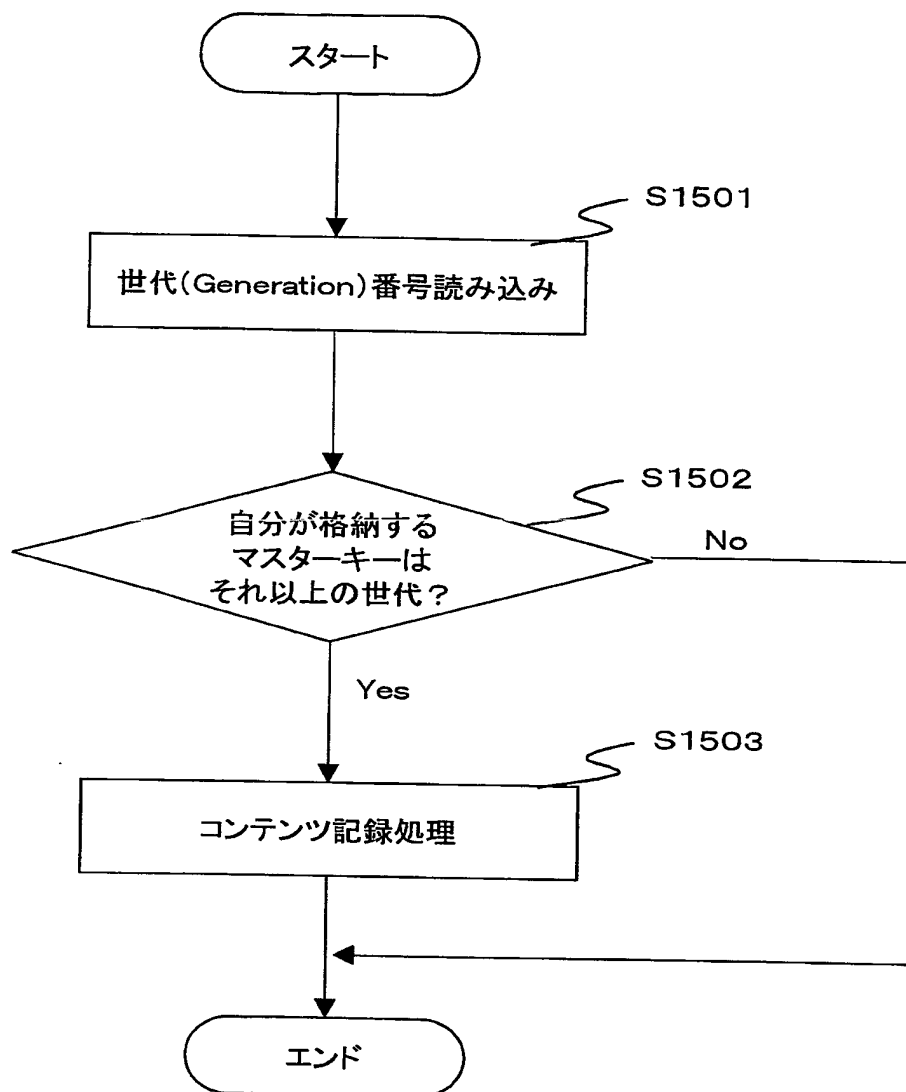 スタート
S1501
世代(Generation)番号読み込み
S1502
自分が格納する
マスターキーは
それ以上の世代?
No
Yes
S1503
コンテンツ記録処理
エンド